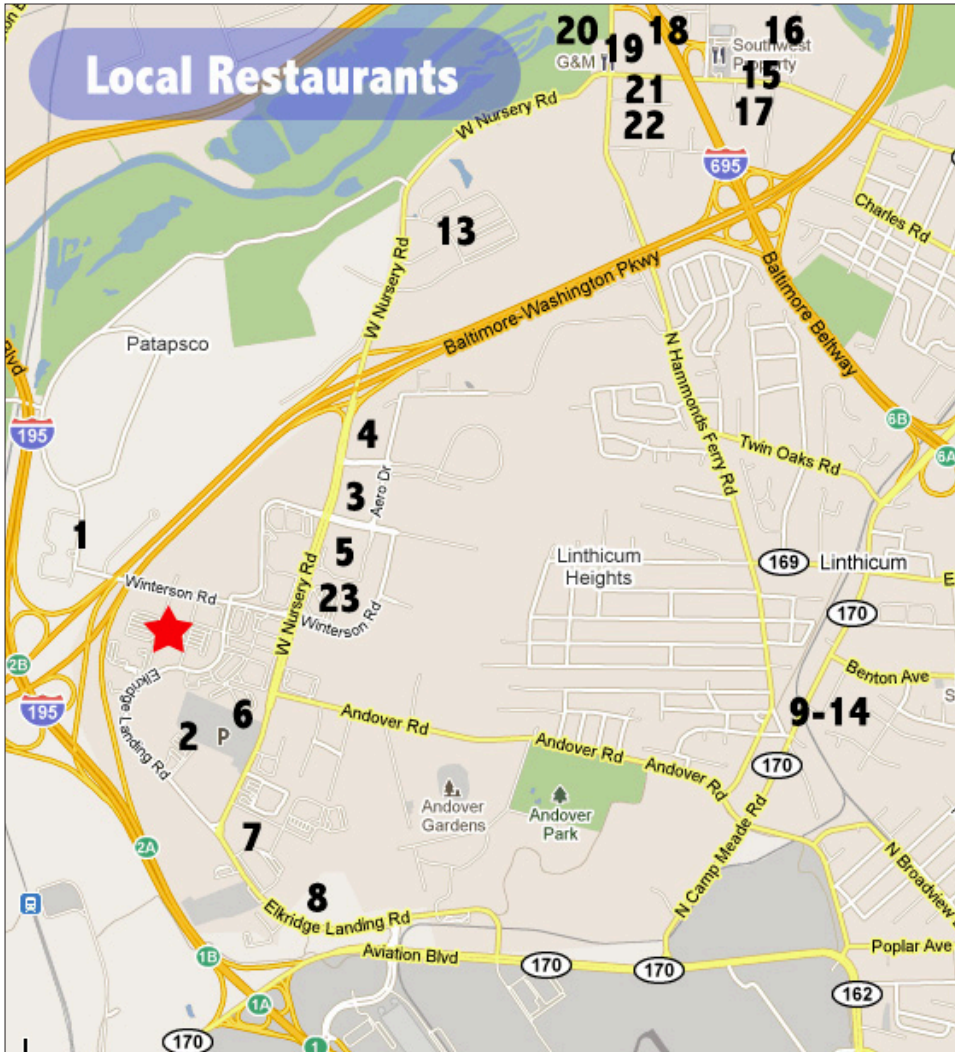 Local Restaurants
20
18
16
19
G&M
Southwest
Property
15
21
17
22
W Nursery Rd
695
13
Charles Rd
W Nursery Rd
Baltimore-Washington Pkwy
Baltimore Beltway
Patapsco
Blvd
N Hammonds Ferry Rd
195
4
6B
Twin Oaks Rd
6A
3
Aero Dr
1
5
Linthicum
Heights
169
Linthicum
E
Winterson Rd
23
W Nursery Rd
Winterson Rd
170
2B
Elkridge Landing Rd
Benton Ave
195
6
S
9-14
2
P
Andover Rd
Andover Rd
Andover Rd
170
Andover
Gardens
Andover
Park
7
2A
N Camp Meade Rd
N Broadview
8
Elkridge Landing Rd
1B
Aviation Blvd
170
170
Poplar Ave
162
1A
170
1